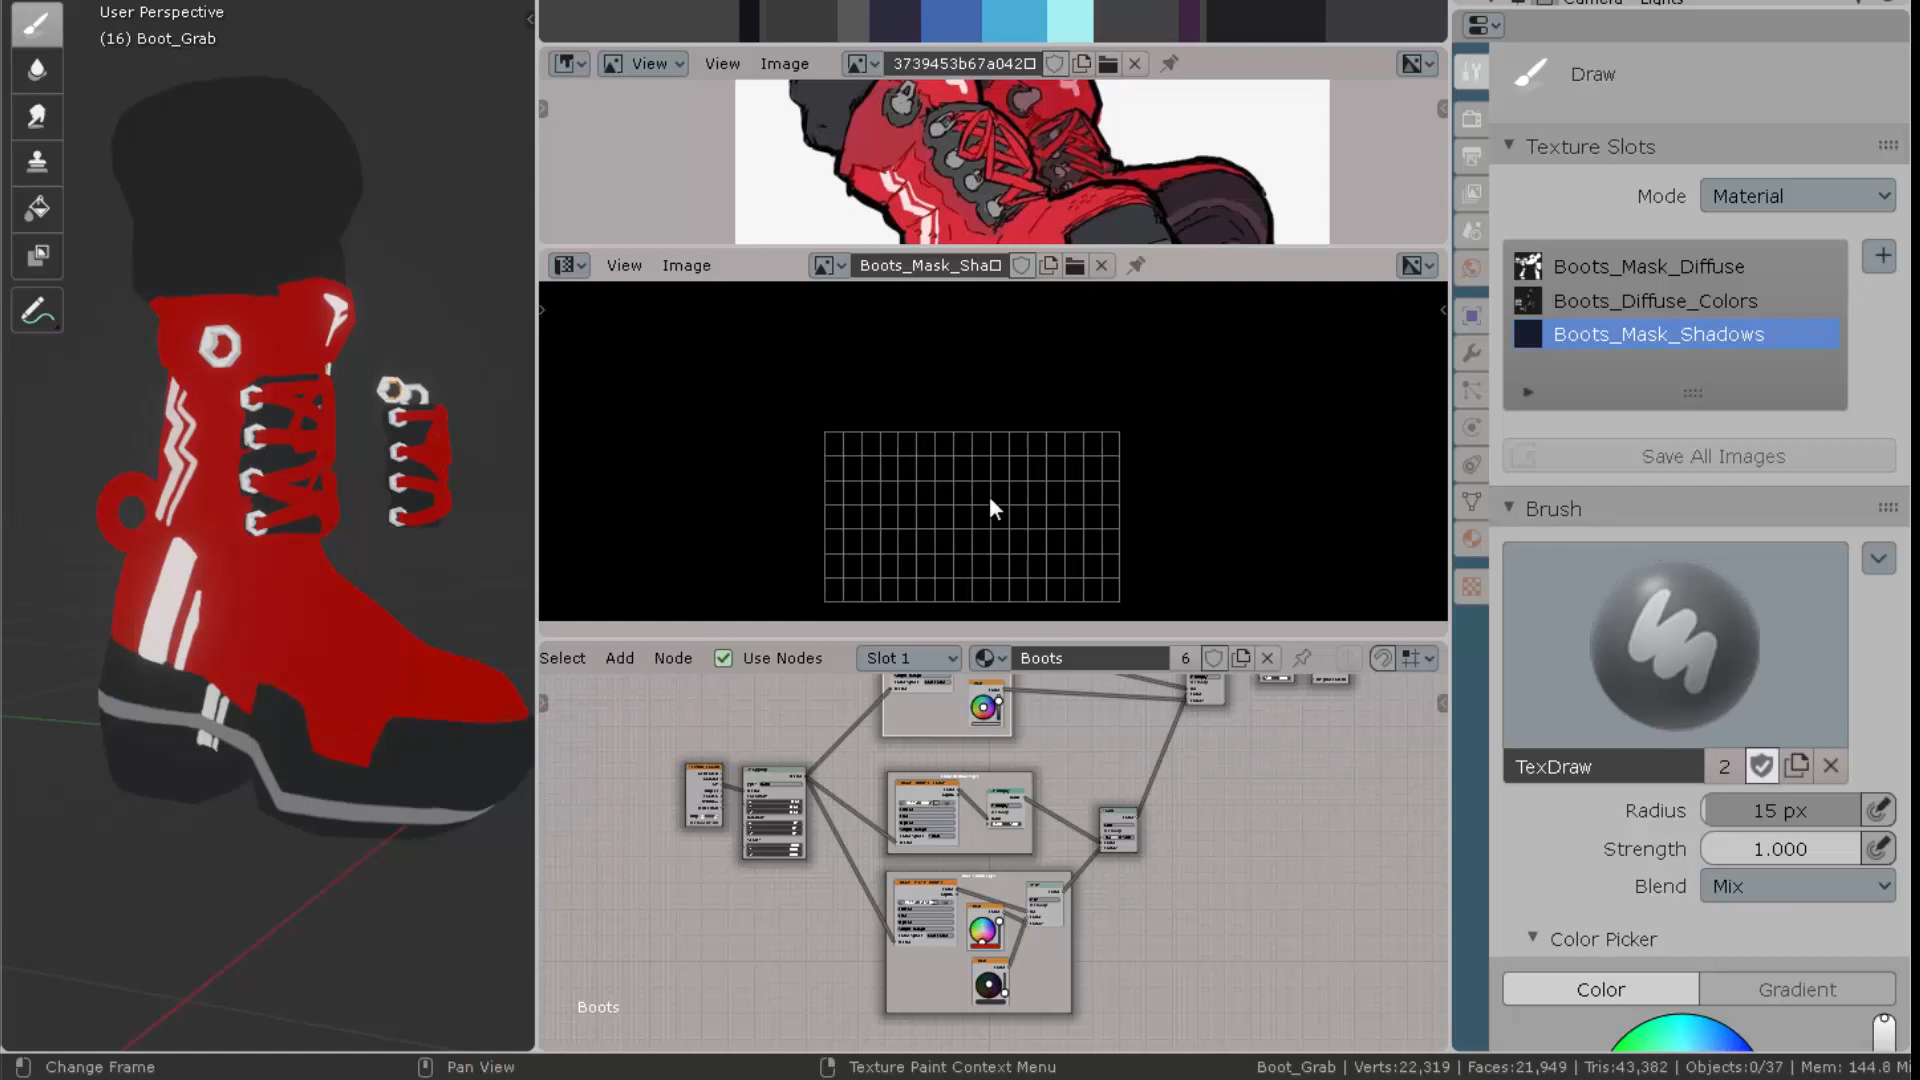 User Perspective
(16) Boot_Grab
View
View
Image
3739453b67a042
View
Image
Boots_Mask_Sha
Select
Add
Node
Use Nodes
Slot 1
Boots
6
Boots
Draw
Texture Slots
Mode
Material
Boots_Mask_Diffuse
Boots_Diffuse_Colors
Boots_Mask_Shadows
Save All Images
Brush
TexDraw
2
Radius
15 px
Strength
1.000
Blend
Mix
Color Picker
Color
Gradient
Change Frame
Pan View
Texture Paint Context Menu
Boot_Grab | Verts:22,319 | Faces:21,949 | Tris:43,382 | Objects:0/37 | Mem: 144.8 M